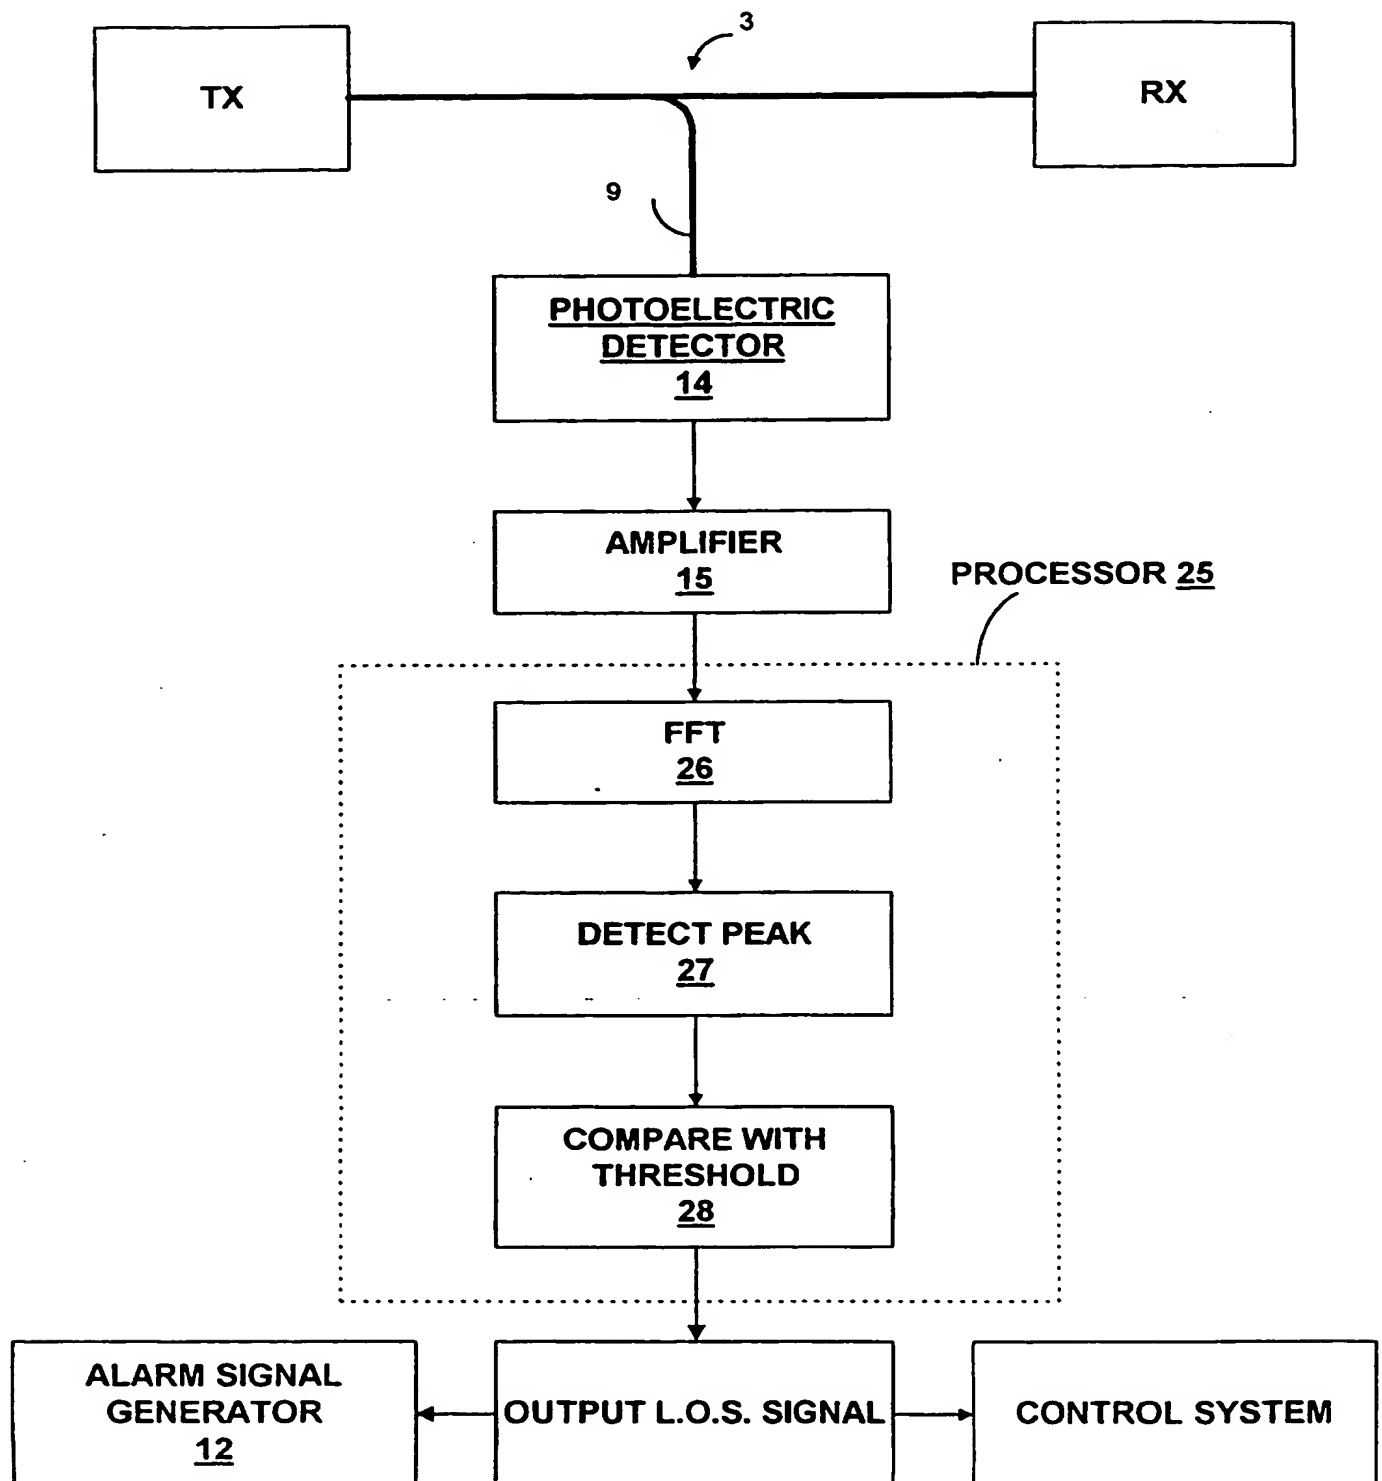 3
TX
RX
9
PHOTOELECTRIC
DETECTOR
14
AMPLIFIER
15
PROCESSOR 25
FFT
26
DETECT PEAK
27
COMPARE WITH
THRESHOLD
28
ALARM SIGNAL
GENERATOR
12
OUTPUT L.O.S. SIGNAL
CONTROL SYSTEM